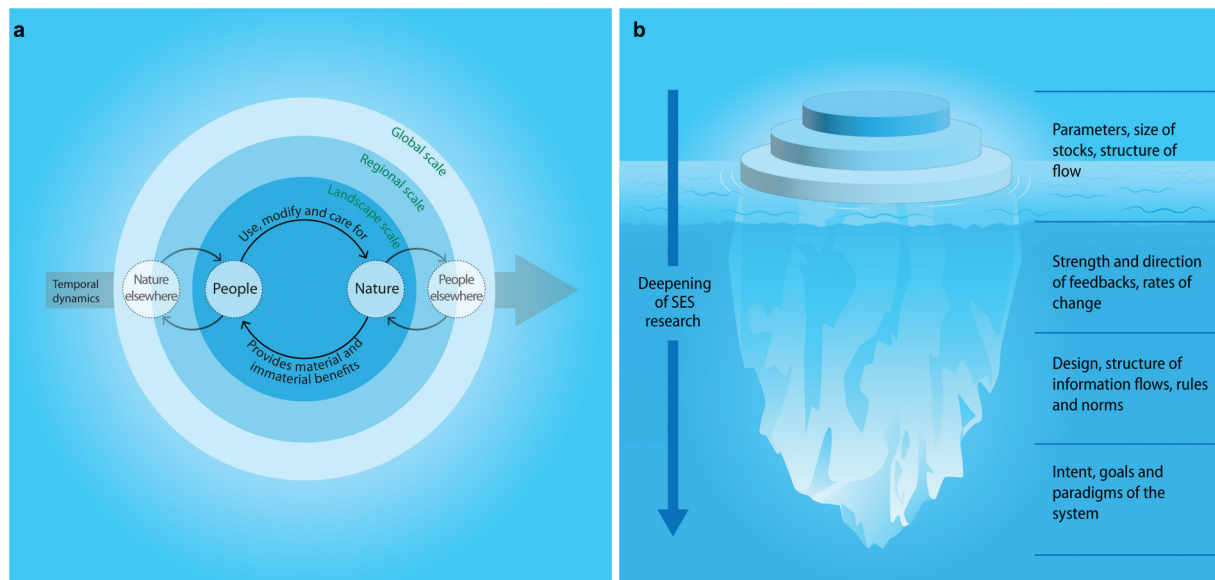 a
Global scale
Regional scale
Landscape scale
Use, modify and care for
Temporal
dynamics
Nature
elsewhere
People
Nature
People
elsewhere
Provides material and
immaterial benefits
b
Deepening
of SES
research
Parameters, size of
stocks, structure of
flow
Strength and direction
of feedbacks, rates of
change
Design, structure of
information flows, rules
and norms
Intent, goals and
paradigms of the
system